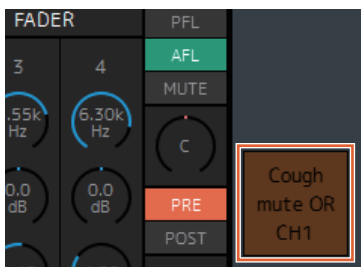 FADER
PFL
3
4
AFL
MUTE
.55k
Hz
6.30k
Hz
C
0.0
dB
0.0
dB
PRE
POST
Cough
mute OR
CH1